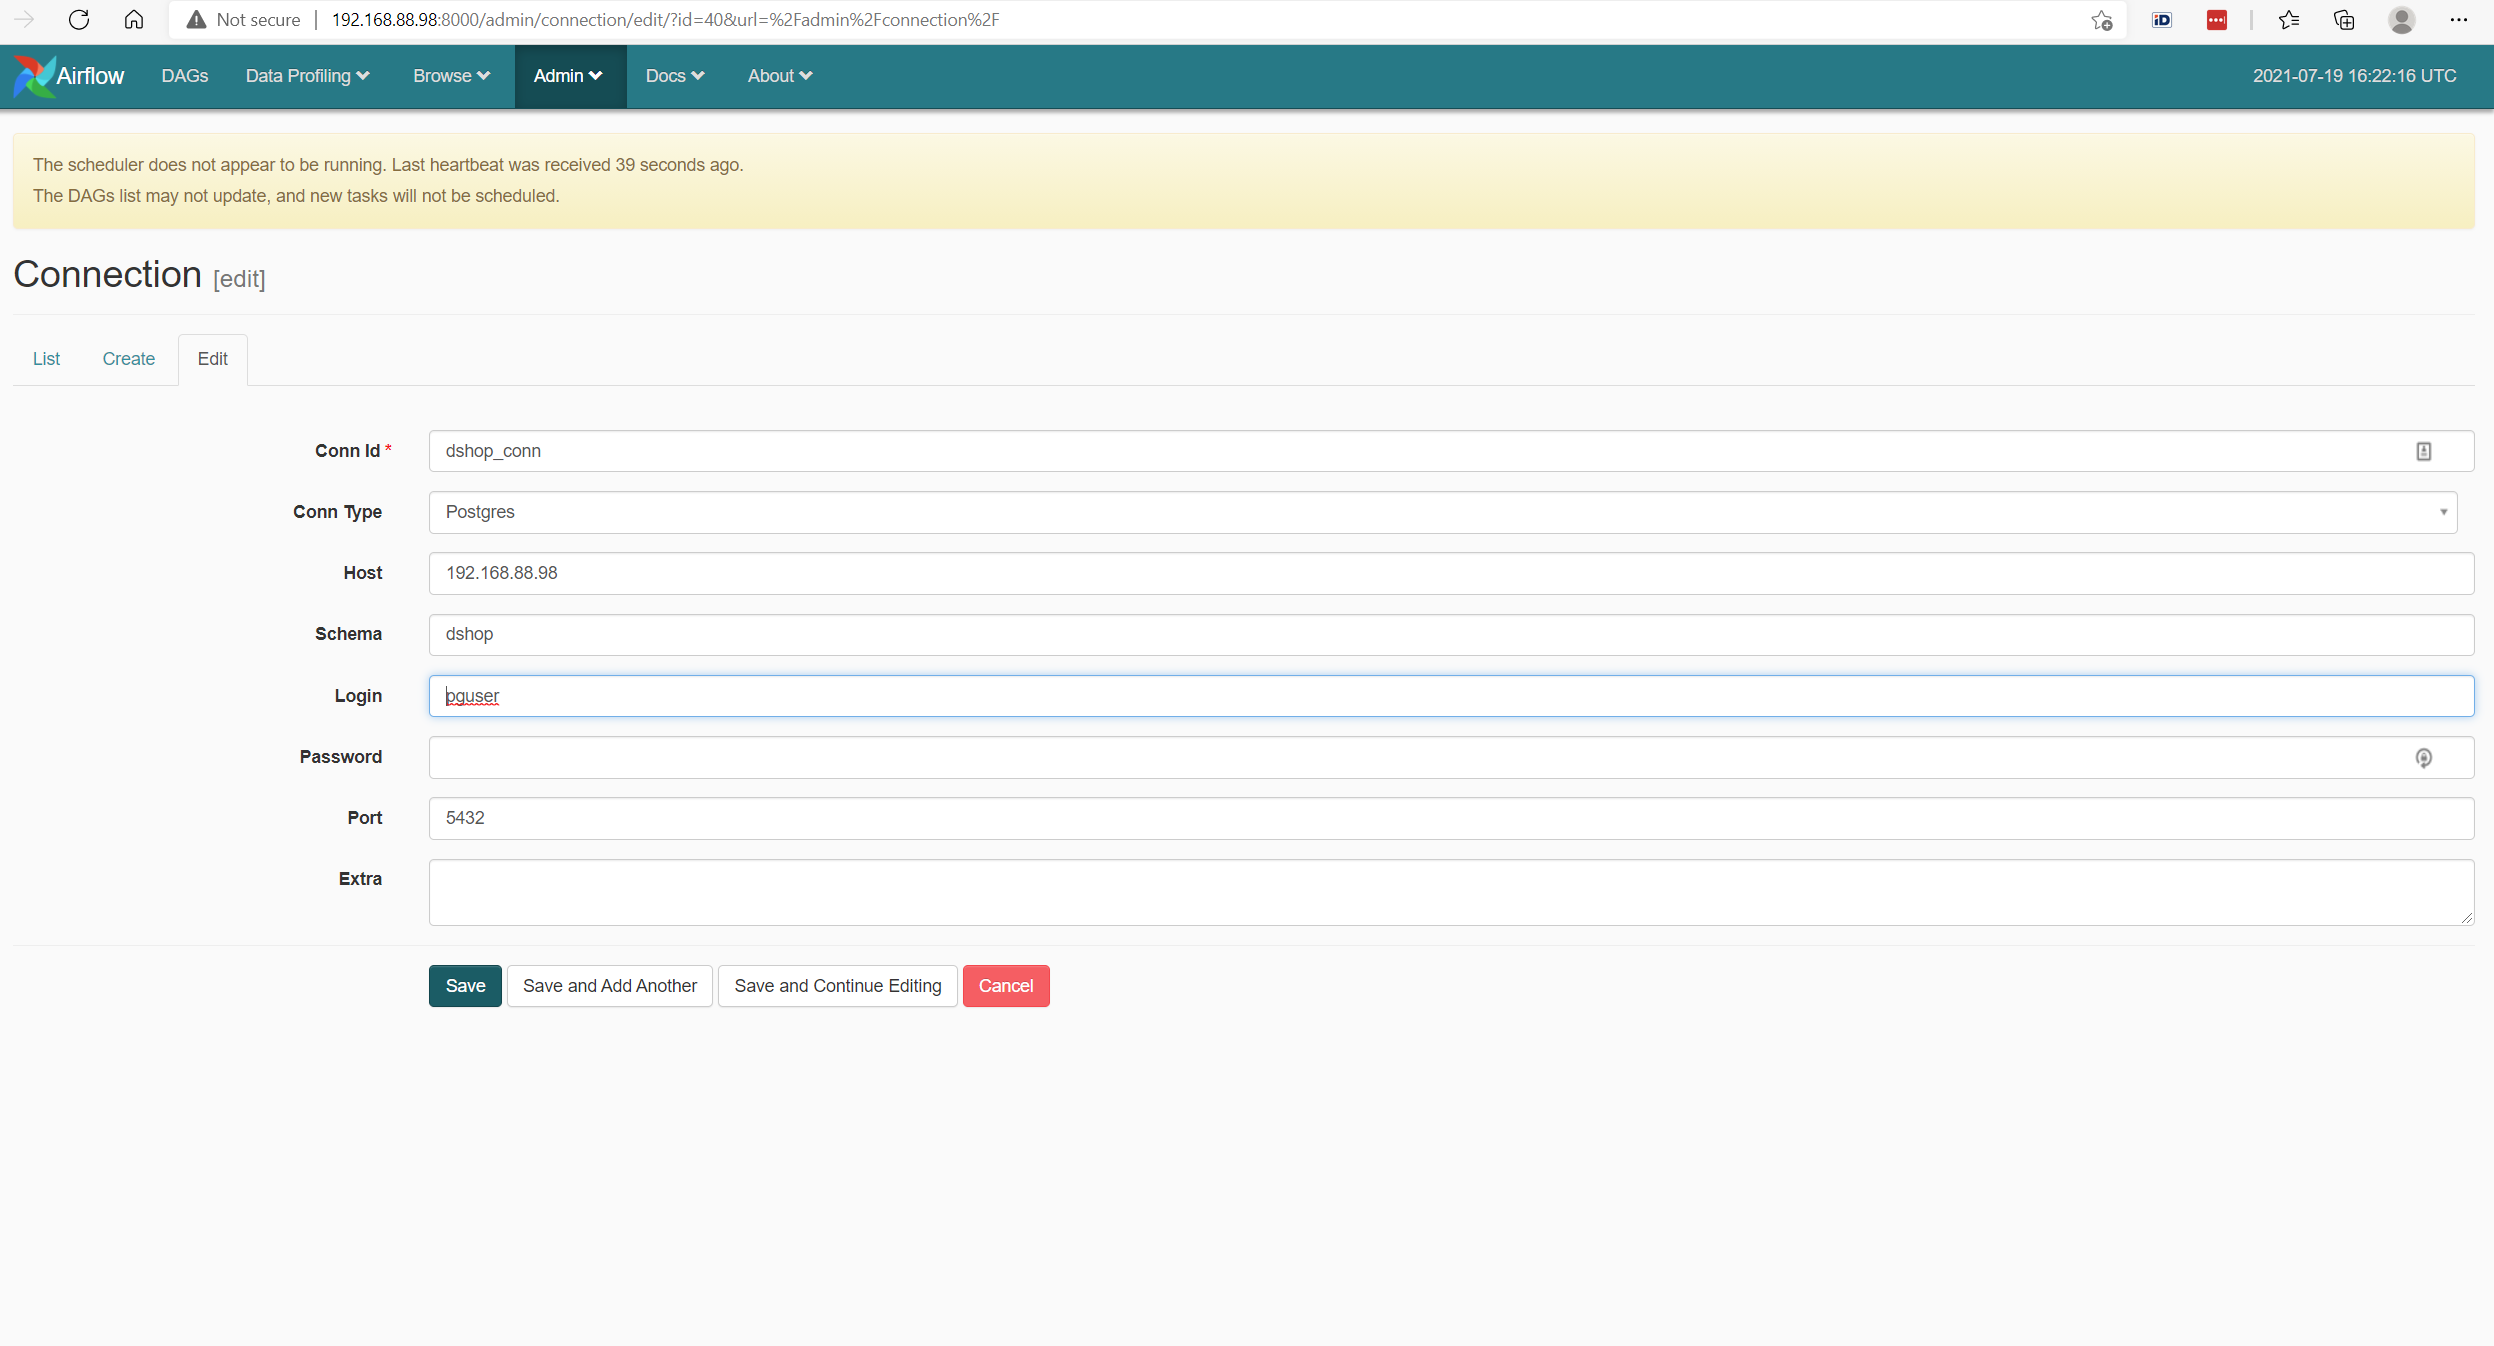 Not secure | 192.168.88.98:8000/admin/connection/edit/?id=40&url=%2Fadmin%2Fconnection%2F
Airflow DAGs Data Profiling Browse Admin Docs About 2021-07-19 16:22:16 UTC
The scheduler does not appear to be running. Last heartbeat was received 39 seconds ago.
The DAGs list may not update, and new tasks will not be scheduled.
Connection [edit]
List Create Edit
Conn Id * dshop_conn
Conn Type Postgres
Host 192.168.88.98
Schema dshop
Login pguser
Password
Port 5432
Extra
Save Save and Add Another Save and Continue Editing Cancel